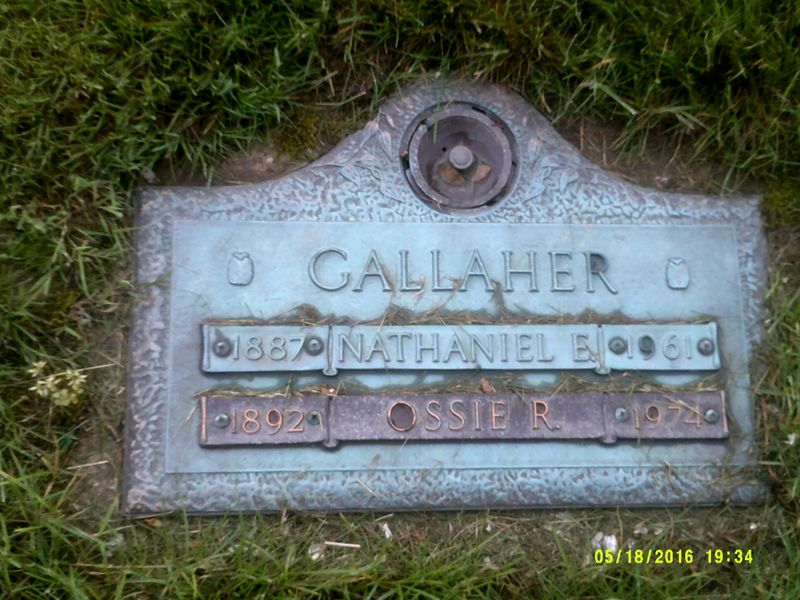 GALLAHER
1887 NATHANIEL E. 1961
1892 OSSIE R. 1974
05/18/2016 19:34